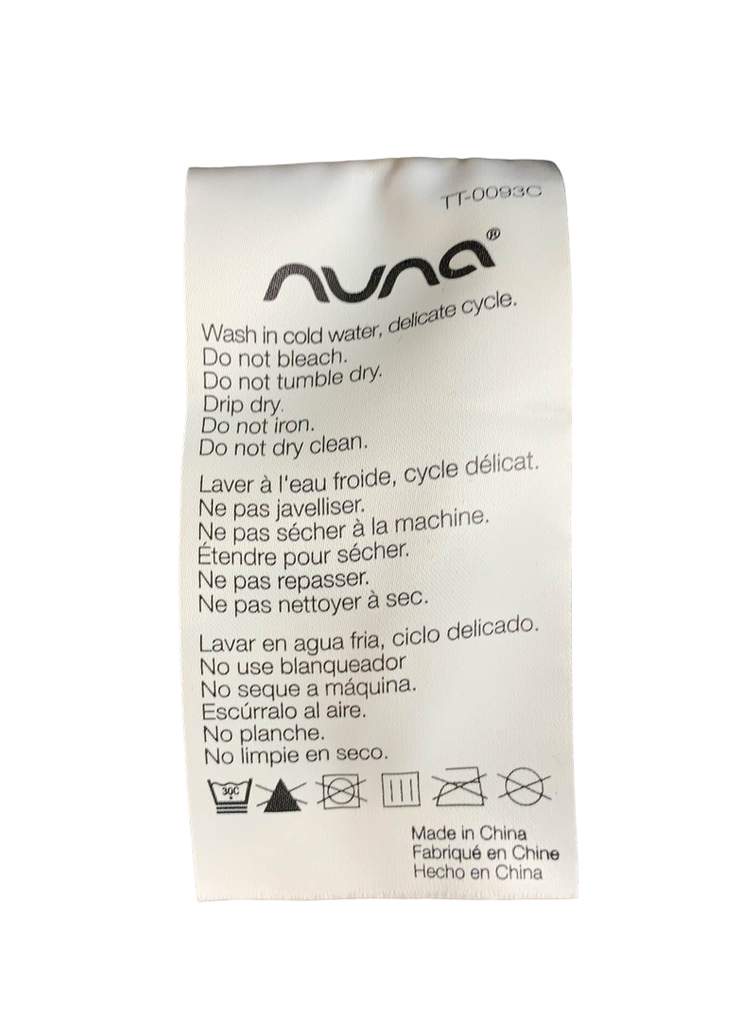 TT-0093C
nuna®
Wash in cold water, delicate cycle.
Do not bleach.
Do not tumble dry.
Drip dry.
Do not iron.
Do not dry clean.
Laver à l'eau froide, cycle délicat.
Ne pas javelliser.
Ne pas sécher à la machine.
Étendre pour sécher.
Ne pas repasser.
Ne pas nettoyer à sec.
Lavar en agua fria, ciclo delicado.
No use blanqueador
No seque a máquina.
Escúrralo al aire.
No planche.
No limpie en seco.
30C
Made in China
Fabriqué en Chine
Hecho en China